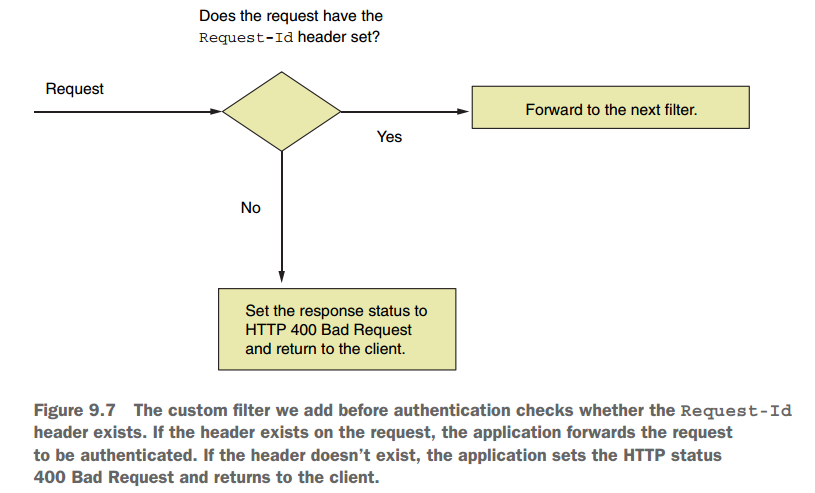 Does the request have the
Request-Id header set?
Request
Forward to the next filter.
Yes
No
Set the response status to
HTTP 400 Bad Request
and return to the client.
Figure 9.7 The custom filter we add before authentication checks whether the Request-Id
header exists. If the header exists on the request, the application forwards the request
to be authenticated. If the header doesn’t exist, the application sets the HTTP status
400 Bad Request and returns to the client.